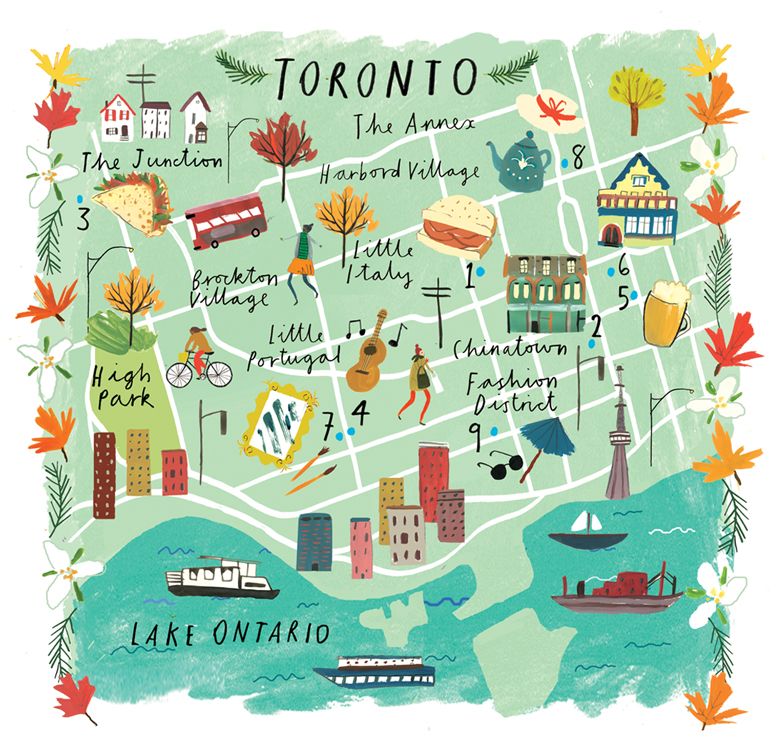 TORONTO
The Annex
The Junction
Harbord Village
8
3
Brockton
Village
Little
Italy
1
6
5
2
Little
Portugal
Chinatown
High
Park
Fashion
District
7
4
9
LAKE ONTARIO